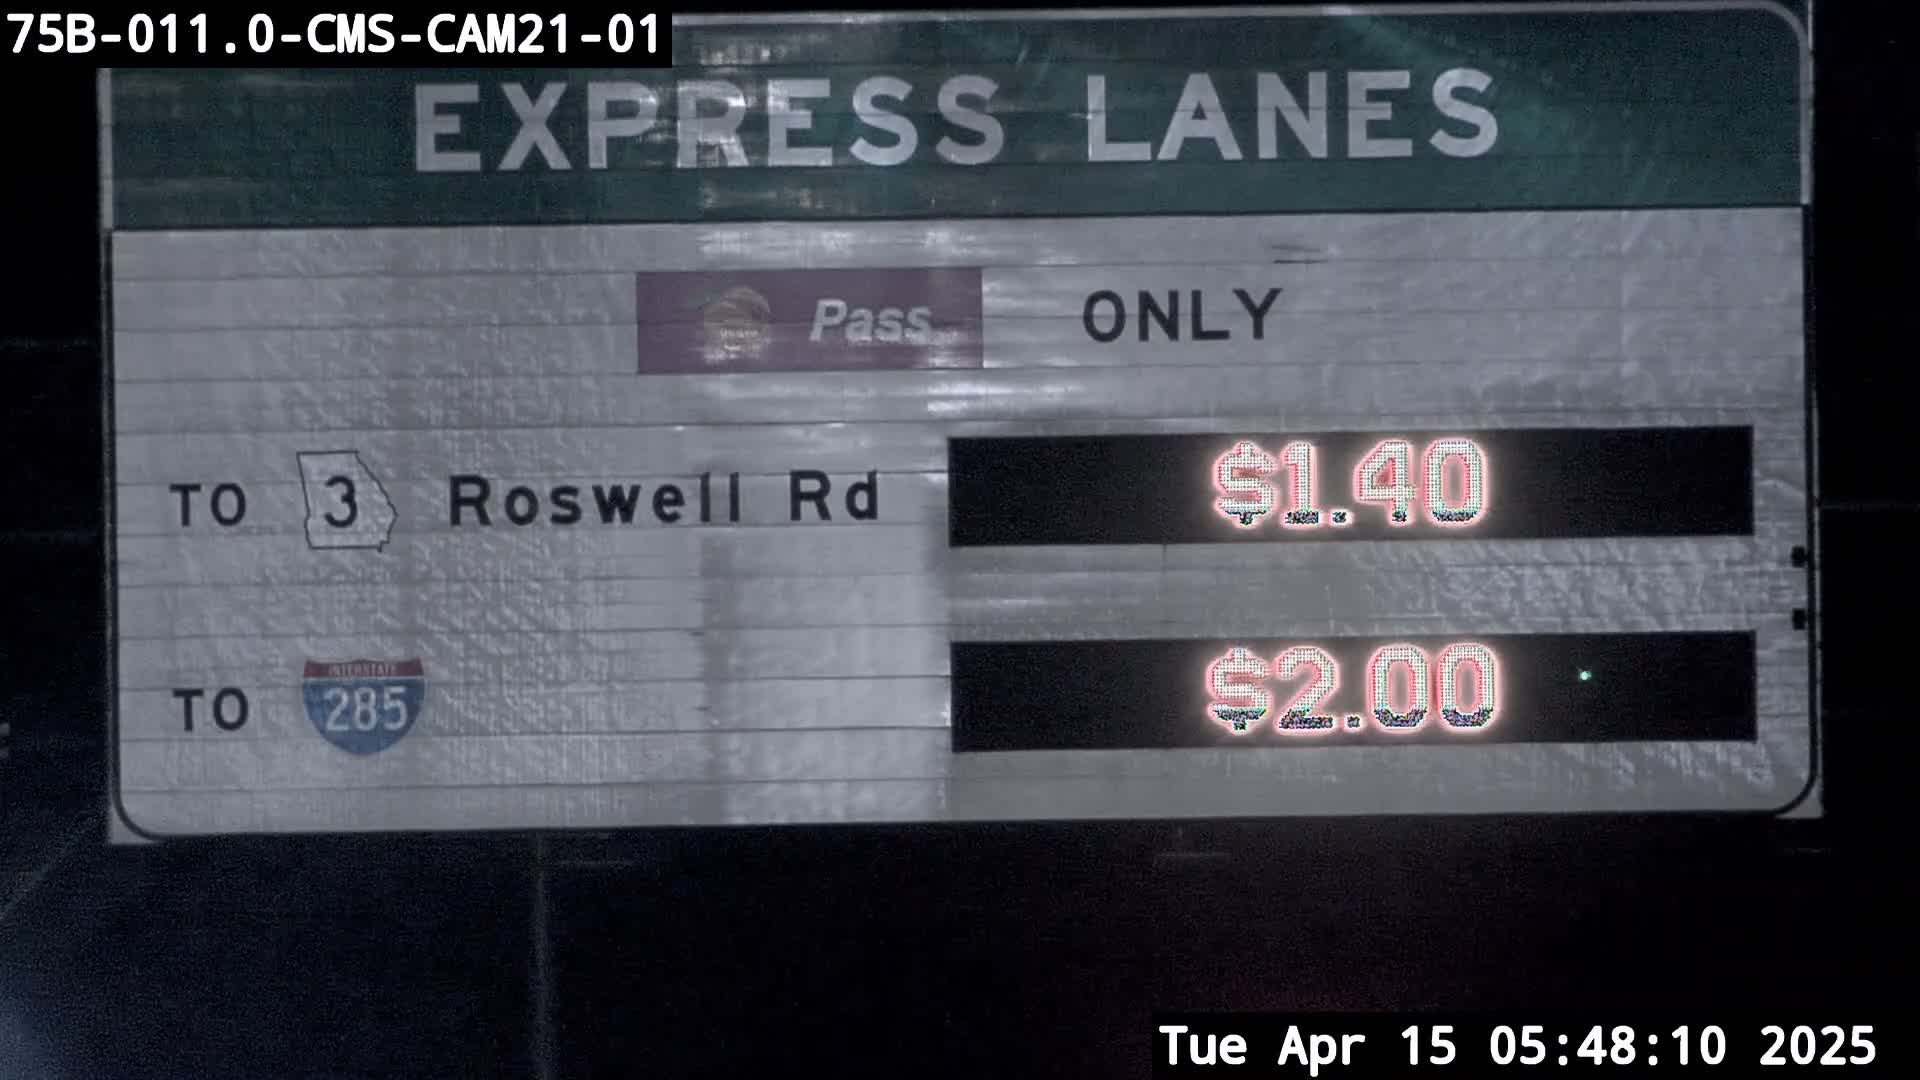 75B-011.0-CMS-CAM21-01
EXPRESS LANES
Pass ONLY
TO 3 Roswell Rd $1.40
TO INTERSTATE 285 $2.00
Tue Apr 15 05:48:10 2025